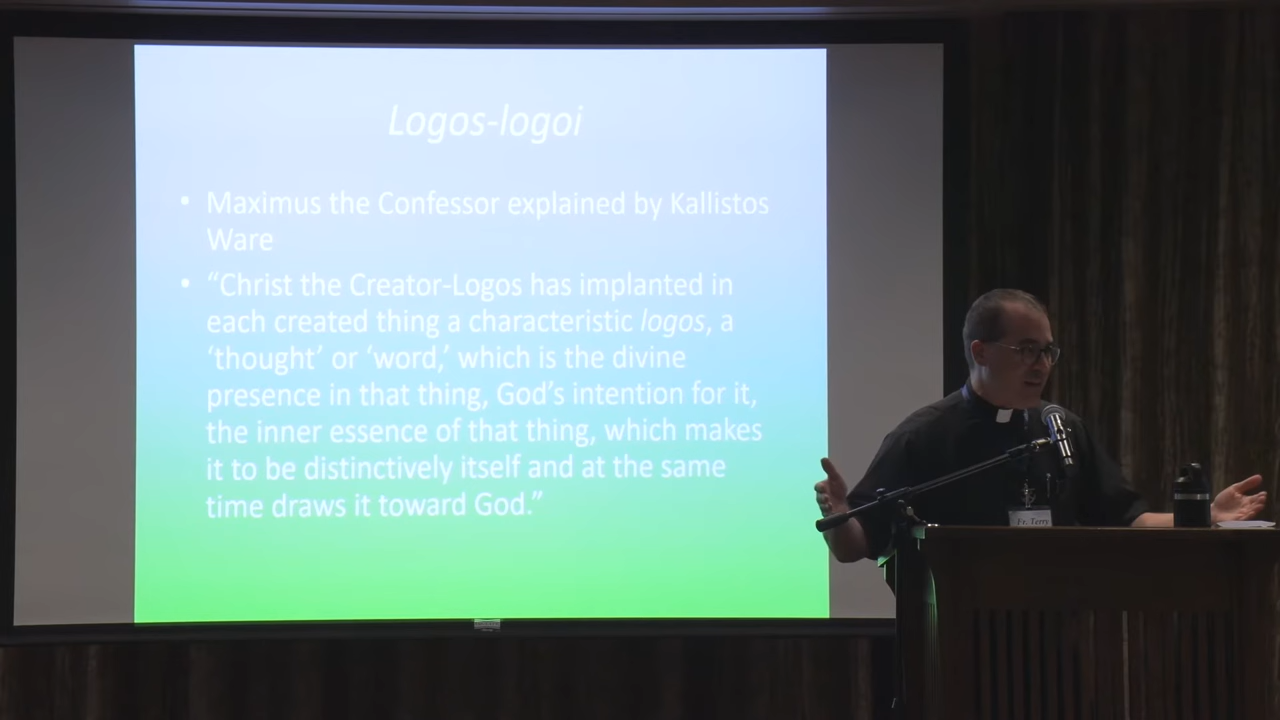 Logos-logoi
• Maximus the Confessor explained by Kallistos
Ware
• “Christ the Creator-Logos has implanted in
each created thing a characteristic logos, a
‘thought’ or ‘word,’ which is the divine
presence in that thing, God’s intention for it,
the inner essence of that thing, which makes
it to be distinctively itself and at the same
time draws it toward God.”
Fr. Terry